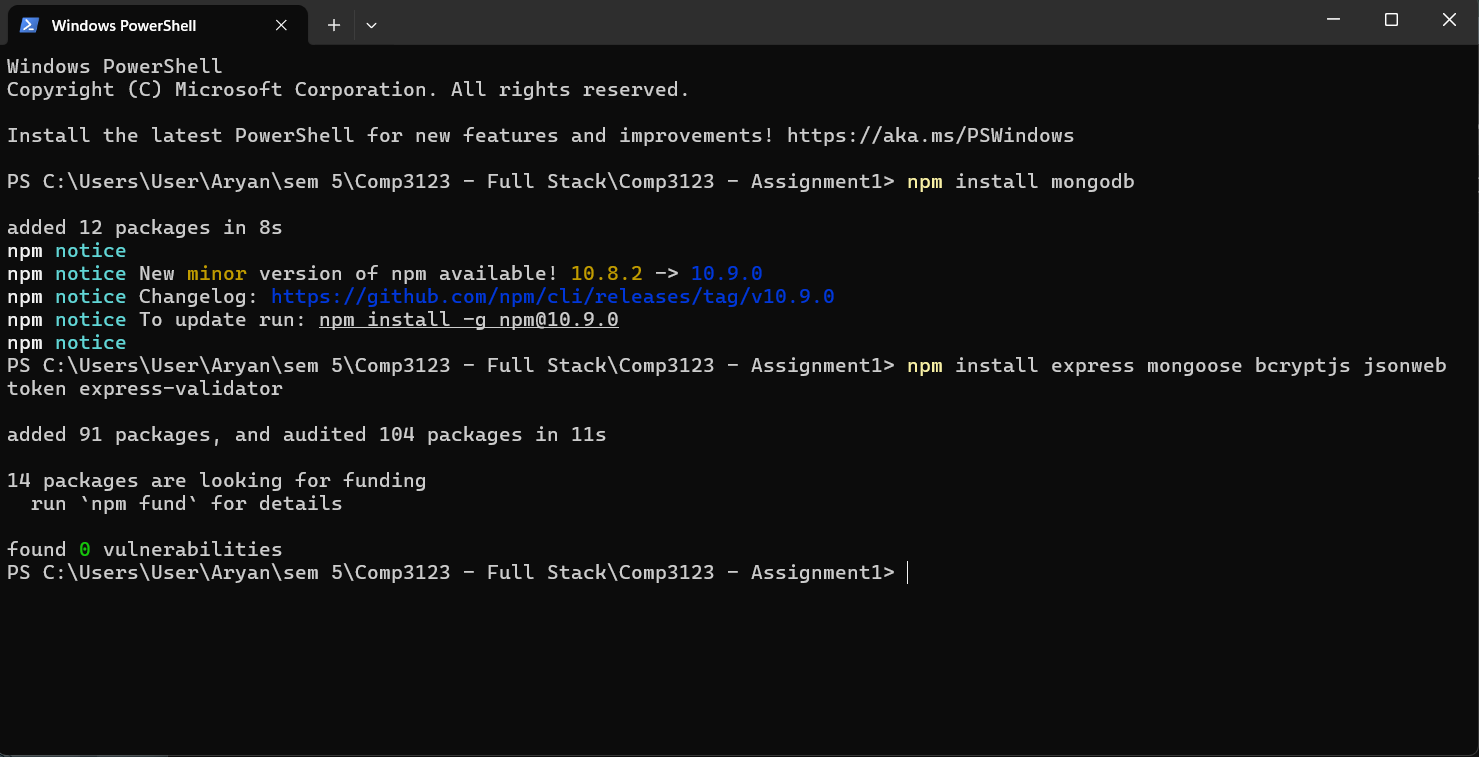 Windows PowerShell
Windows PowerShell
Copyright (C) Microsoft Corporation. All rights reserved.
Install the latest PowerShell for new features and improvements! https://aka.ms/PSWindows
PS C:\Users\User\Aryan\sem 5\Comp3123 - Full Stack\Comp3123 - Assignment1> npm install mongodb
added 12 packages in 8s
npm notice
npm notice New minor version of npm available! 10.8.2 -> 10.9.0
npm notice Changelog: https://github.com/npm/cli/releases/tag/v10.9.0
npm notice To update run: npm install -g npm@10.9.0
npm notice
PS C:\Users\User\Aryan\sem 5\Comp3123 - Full Stack\Comp3123 - Assignment1> npm install express mongoose bcryptjs jsonweb
token express-validator
added 91 packages, and audited 104 packages in 11s
14 packages are looking for funding
  run `npm fund` for details
found 0 vulnerabilities
PS C:\Users\User\Aryan\sem 5\Comp3123 - Full Stack\Comp3123 - Assignment1>